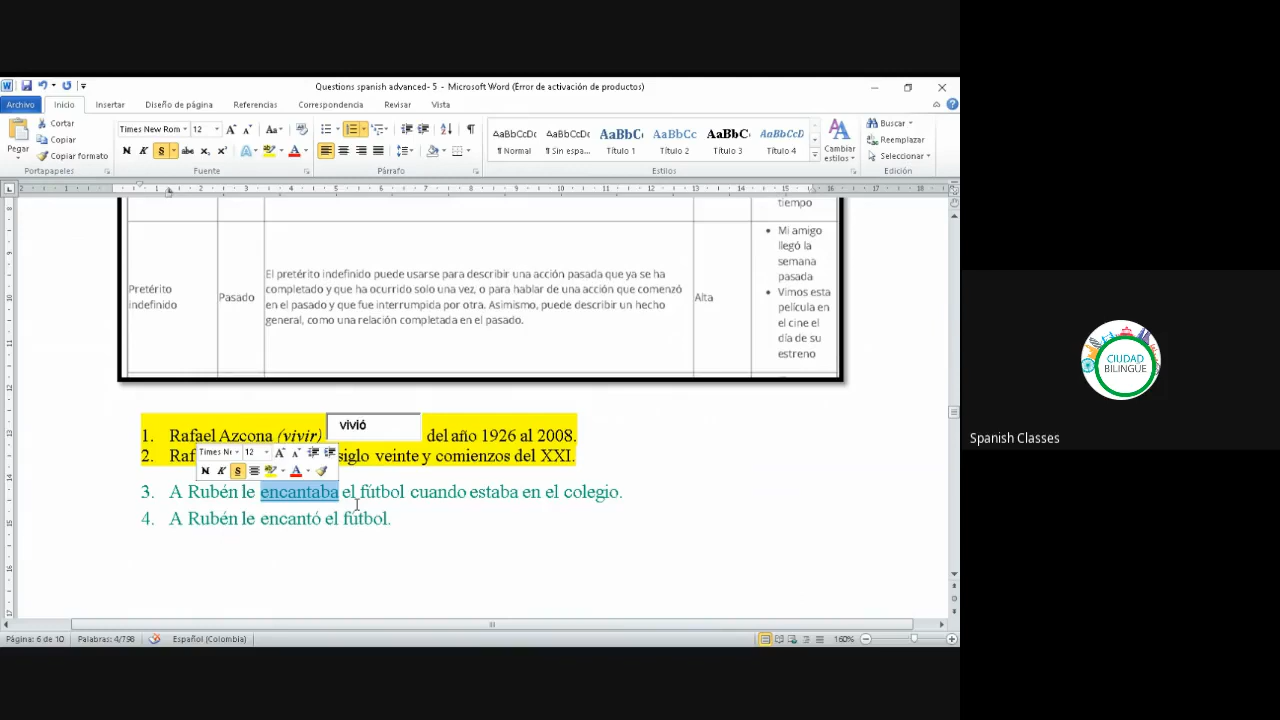 Questions spanish advanced- 5 - Microsoft Word (Error de activación de productos)
Archivo Inicio Insertar Diseño de página Referencias Correspondencia Revisar Vista
Pegar
Cortar
Copiar
Copiar formato
Portapapeles
Times New Rom 12
Fuente
Párrafo
AaBbCcDc AaBbCcDc AaBbC AaBbCc AaBbCc AaBbCcDi
¶ Normal ¶ Sin espa... Título 1 Título 2 Título 3 Título 4
Cambiar
estilos
Estilos
Buscar
Reemplazar
Seleccionar
Edición
tiempo
Pretérito
indefinido
Pasado
El pretérito indefinido puede usarse para describir una acción pasada que ya se ha
completado y que ha ocurrido solo una vez, o para hablar de una acción que comenzó
en el pasado y que fue interrumpida por otra. Asimismo, puede describir un hecho
general, como una relación completada en el pasado.
Alta
• Mi amigo
llegó la
semana
pasada
• Vimos esta
película en
el cine el
día de su
estreno
1. Rafael Azcona (vivir) vivió del año 1926 al 2008.
2. Raf siglo veinte y comienzos del XXI.
Times Ne 12
3. A Rubén le encantaba el fútbol cuando estaba en el colegio.
4. A Rubén le encantó el fútbol.
Página: 6 de 10 Palabras: 4/798 Español (Colombia) 160%
CIUDAD
BILINGÜE
Spanish Classes